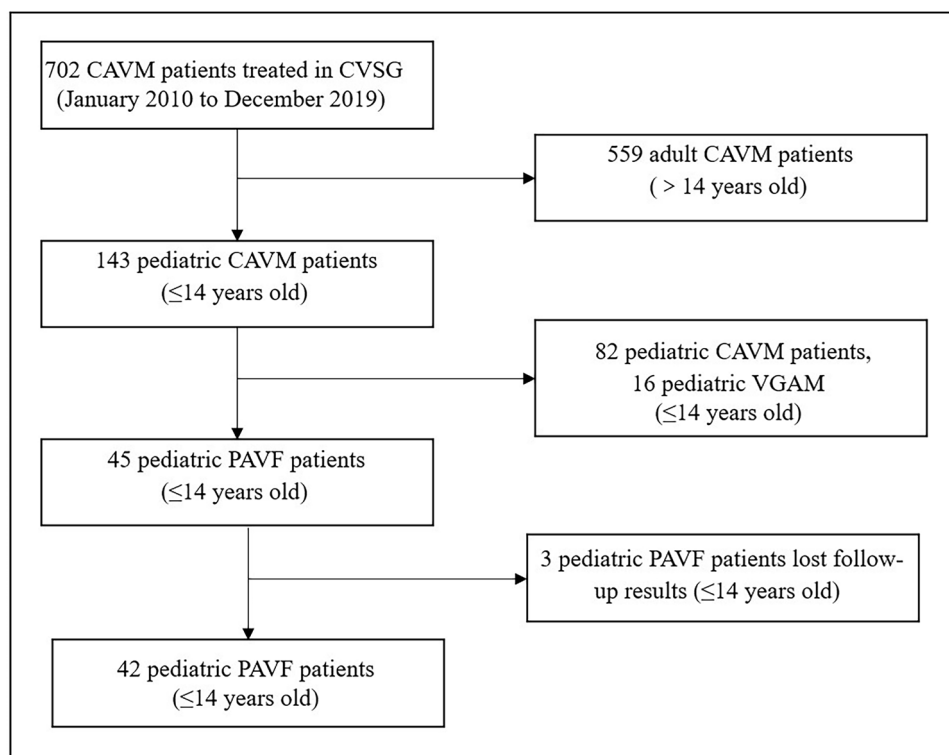 702 CAVM patients treated in CVSG
(January 2010 to December 2019)
559 adult CAVM patients
( > 14 years old)
143 pediatric CAVM patients
(≤14 years old)
82 pediatric CAVM patients,
16 pediatric VGAM
(≤14 years old)
45 pediatric PAVF patients
(≤14 years old)
3 pediatric PAVF patients lost follow-
up results (≤14 years old)
42 pediatric PAVF patients
(≤14 years old)